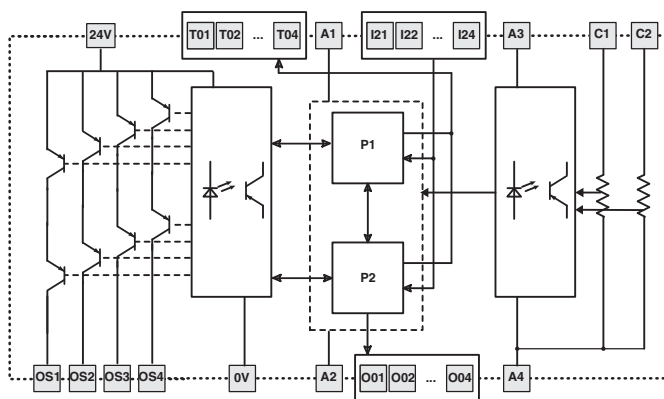 24V T01 T02 ... T04 A1 I21 I22 ... I24 A3 C1 C2
P1
P2
OS1 OS2 OS3 OS4 0V A2 O01 O02 ... O04 A4